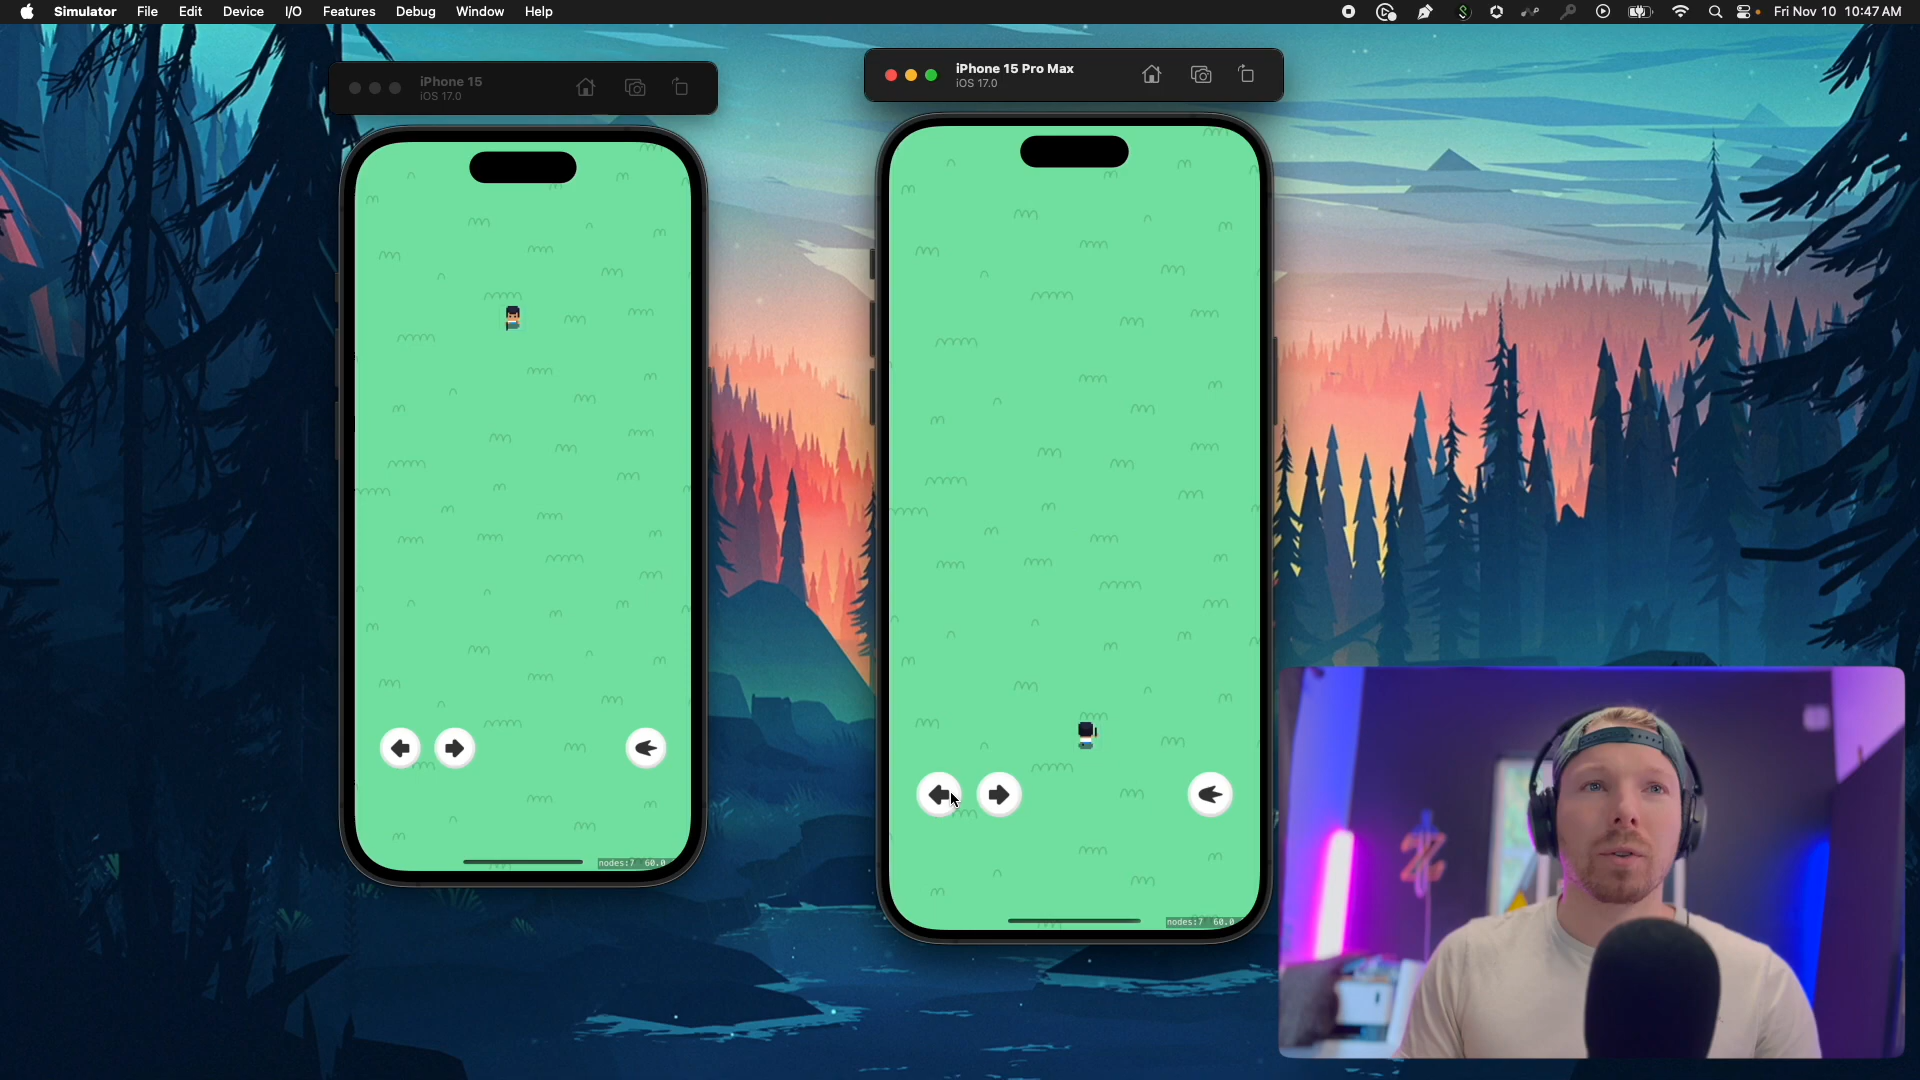 Simulator File Edit View Device I/O Features Debug Window Help Fri Nov 10 10:47 AM
iPhone 15
iOS 17.0
iPhone 15 Pro Max
iOS 17.0
nodes:7 60.0
nodes:7 60.0